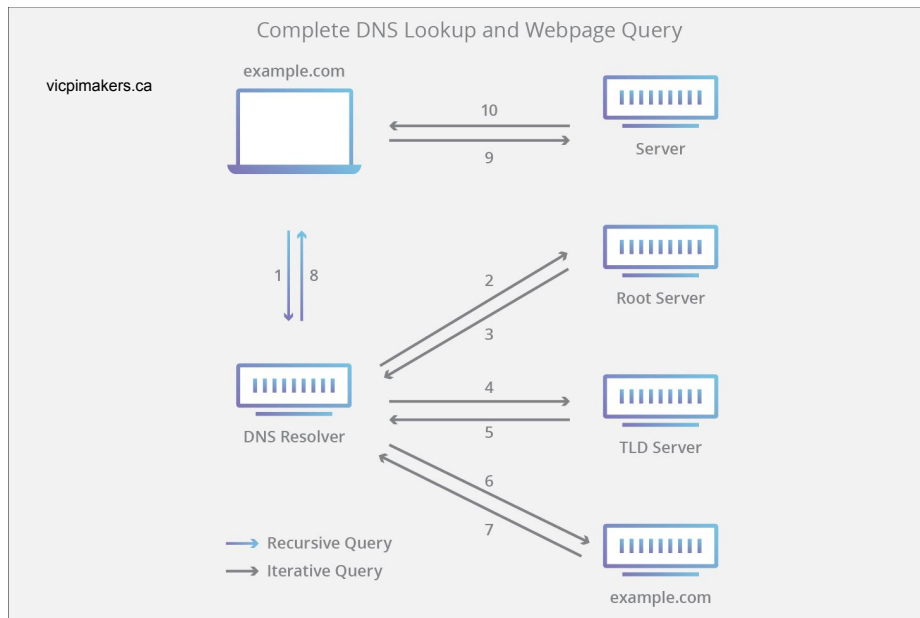 Complete DNS Lookup and Webpage Query
vicpimakers.ca
example.com
10
9
Server
1
8
2
3
Root Server
DNS Resolver
4
5
TLD Server
6
7
Recursive Query
Iterative Query
example.com